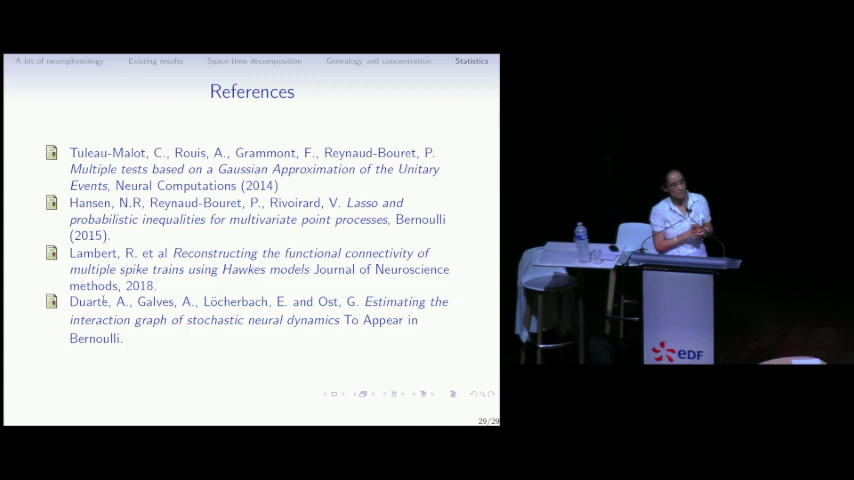 A bit of neurophysiology Existing results Space-time decomposition Genealogy and concentration Statistics
References
Tuleau-Malot, C., Rouis, A., Grammont, F., Reynaud-Bouret, P.
Multiple tests based on a Gaussian Approximation of the Unitary
Events, Neural Computations (2014)
Hansen, N.R, Reynaud-Bouret, P., Rivoirard, V. Lasso and
probabilistic inequalities for multivariate point processes, Bernoulli
(2015).
Lambert, R. et al Reconstructing the functional connectivity of
multiple spike trains using Hawkes models Journal of Neuroscience
methods, 2018.
Duarte, A., Galves, A., Löcherbach, E. and Ost, G. Estimating the
interaction graph of stochastic neural dynamics To Appear in
Bernoulli.
29/29
eDF